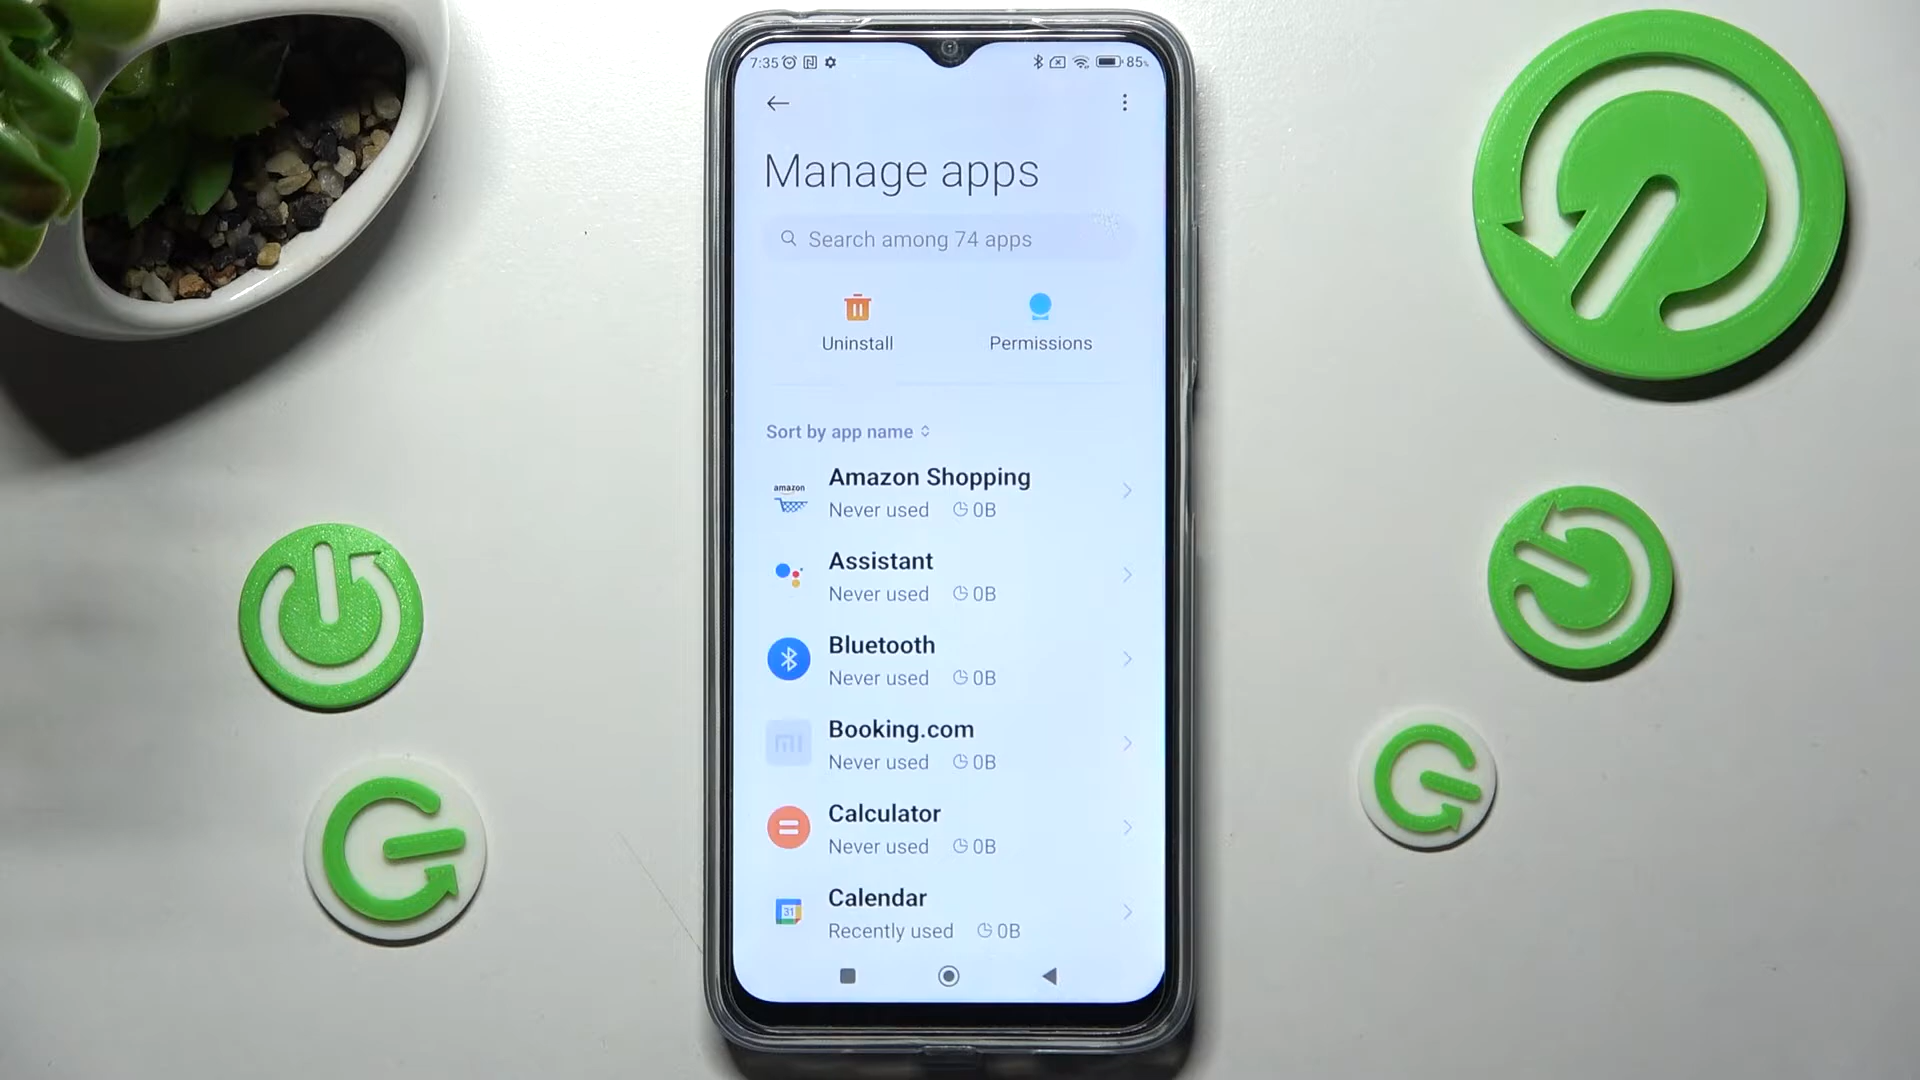 7:35 85%
Manage apps
Search among 74 apps
Uninstall Permissions
Sort by app name
amazon
Amazon Shopping
Never used 0B
Assistant
Never used 0B
Bluetooth
Never used 0B
mi
Booking.com
Never used 0B
Calculator
Never used 0B
31
Calendar
Recently used 0B